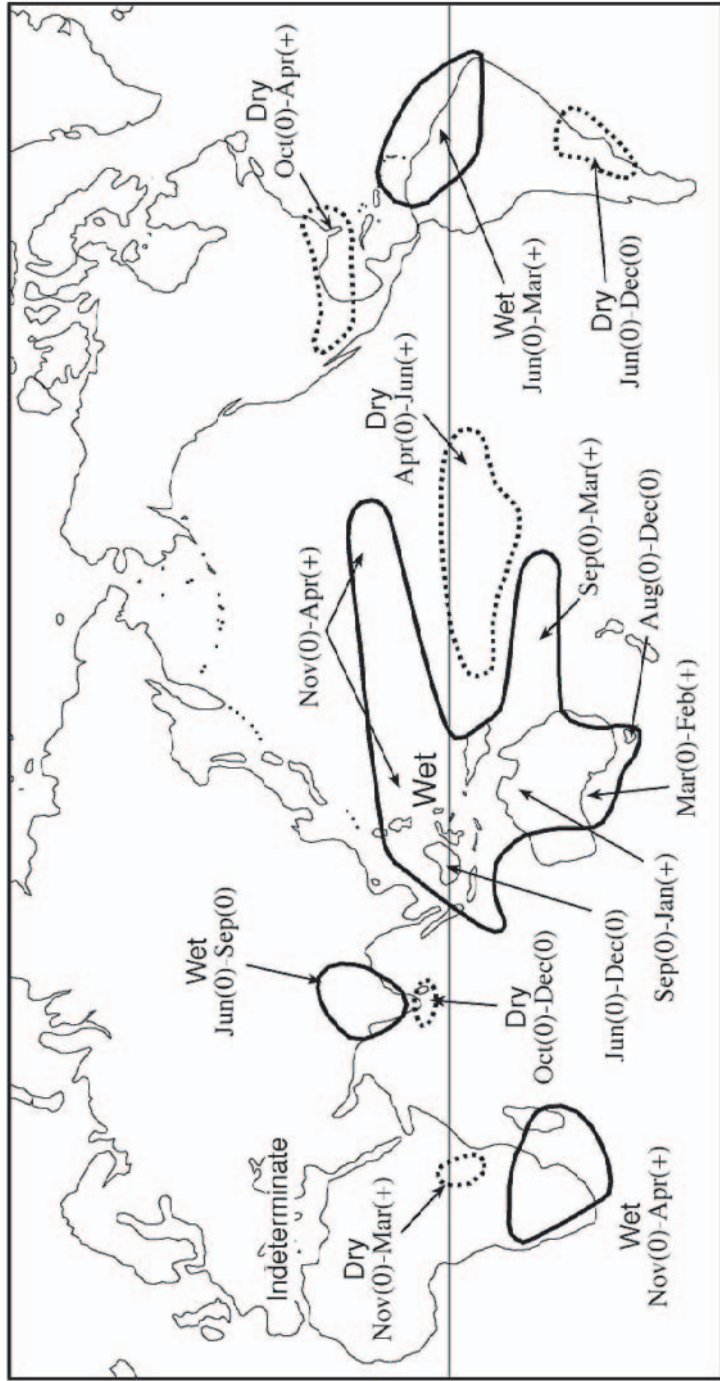 Indeterminate
Dry
Nov(0)-Mar(+)
Wet
Nov(0)-Apr(+)
Wet
Jun(0)-Sep(0)
Dry
Oct(0)-Dec(0)
Jun(0)-Dec(0)
Sep(0)-Jan(+)
Mar(0)-Feb(+)
Aug(0)-Dec(0)
Wet
Nov(0)-Apr(+)
Sep(0)-Mar(+)
Dry
Apr(0)-Jun(+)
Dry
Oct(0)-Apr(+)
Wet
Jun(0)-Mar(+)
Dry
Jun(0)-Dec(0)